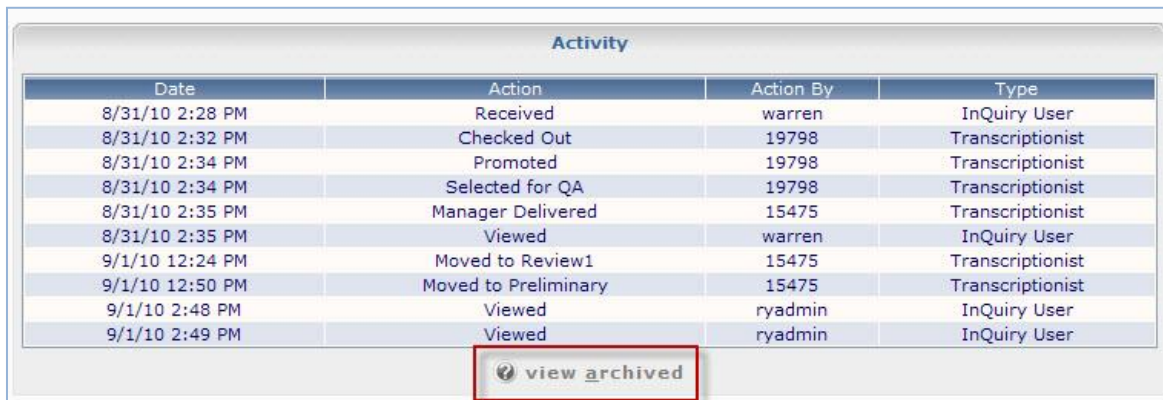 Activity
Date Action Action By Type
8/31/10 2:28 PM Received warren InQuiry User
8/31/10 2:32 PM Checked Out 19798 Transcriptionist
8/31/10 2:34 PM Promoted 19798 Transcriptionist
8/31/10 2:34 PM Selected for QA 19798 Transcriptionist
8/31/10 2:35 PM Manager Delivered 15475 Transcriptionist
8/31/10 2:35 PM Viewed warren InQuiry User
9/1/10 12:24 PM Moved to Review1 15475 Transcriptionist
9/1/10 12:50 PM Moved to Preliminary 15475 Transcriptionist
9/1/10 2:48 PM Viewed ryadmin InQuiry User
9/1/10 2:49 PM Viewed ryadmin InQuiry User
view archived